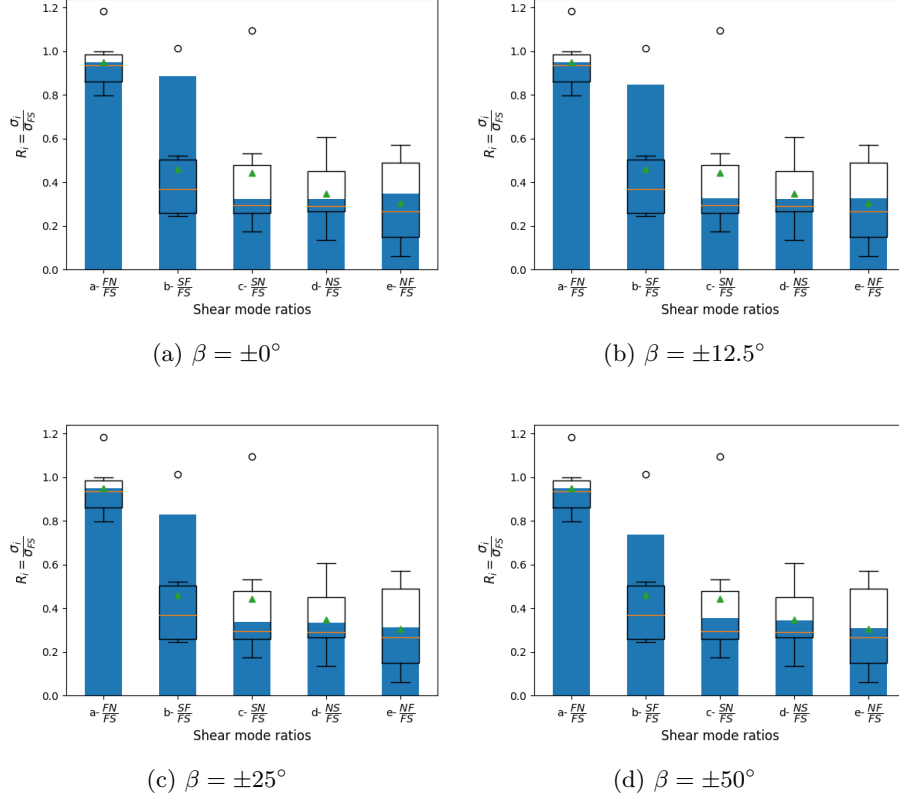 1.2
1.0
0.8
0.6
0.4
0.2
0.0
R_i = σ_i/σ_FS
a- FN/FS b- SF/FS c- SN/FS d- NS/FS e- NF/FS
Shear mode ratios
(a) β = ±0°
1.2
1.0
0.8
0.6
0.4
0.2
0.0
R_i = σ_i/σ_FS
a- FN/FS b- SF/FS c- SN/FS d- NS/FS e- NF/FS
Shear mode ratios
(b) β = ±12.5°
1.2
1.0
0.8
0.6
0.4
0.2
0.0
R_i = σ_i/σ_FS
a- FN/FS b- SF/FS c- SN/FS d- NS/FS e- NF/FS
Shear mode ratios
(c) β = ±25°
1.2
1.0
0.8
0.6
0.4
0.2
0.0
R_i = σ_i/σ_FS
a- FN/FS b- SF/FS c- SN/FS d- NS/FS e- NF/FS
Shear mode ratios
(d) β = ±50°